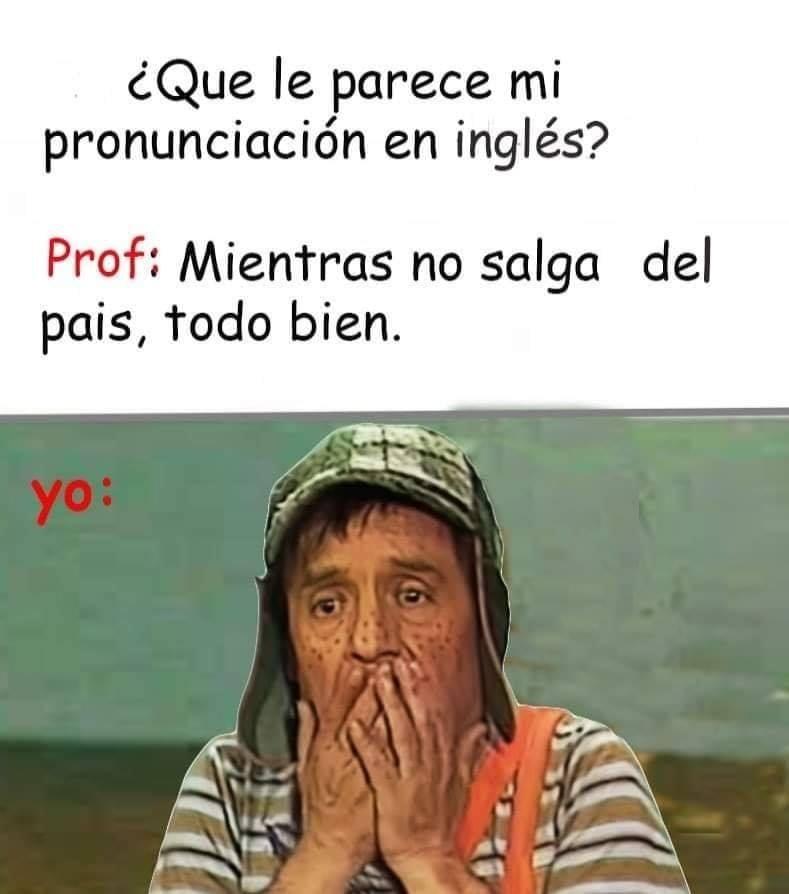 ¿Que le parece mi
pronunciación en inglés?
Prof: Mientras no salga del
pais, todo bien.
yo: